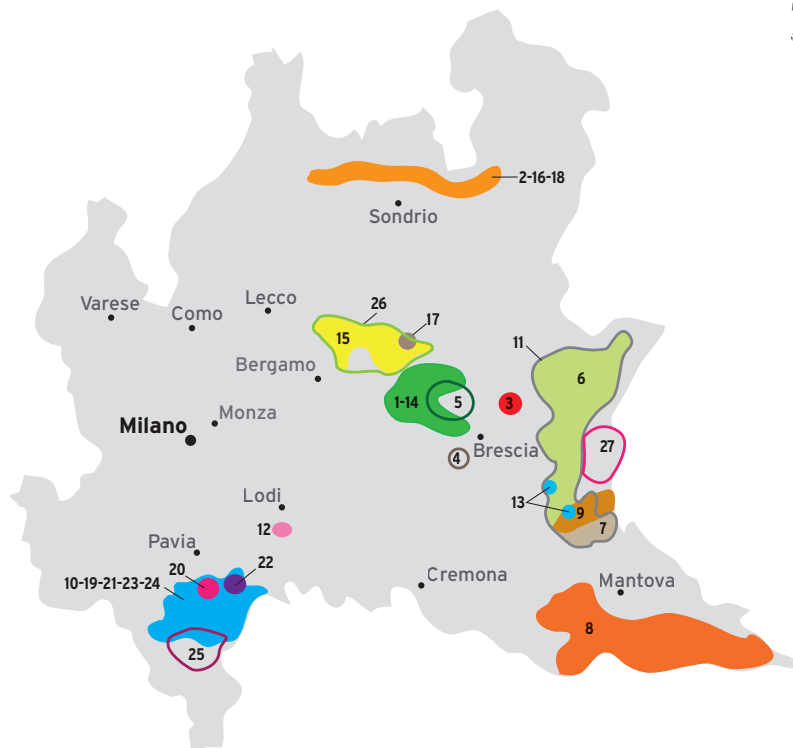 2-16-18
Sondrio
Lecco
26
Varese
Como
17
15
11
6
Bergamo
1-14
5
3
Monza
Milano
Brescia
27
4
13
Lodi
9
12
7
Pavia
20
22
Cremona
Mantova
10-19-21-23-24
8
25